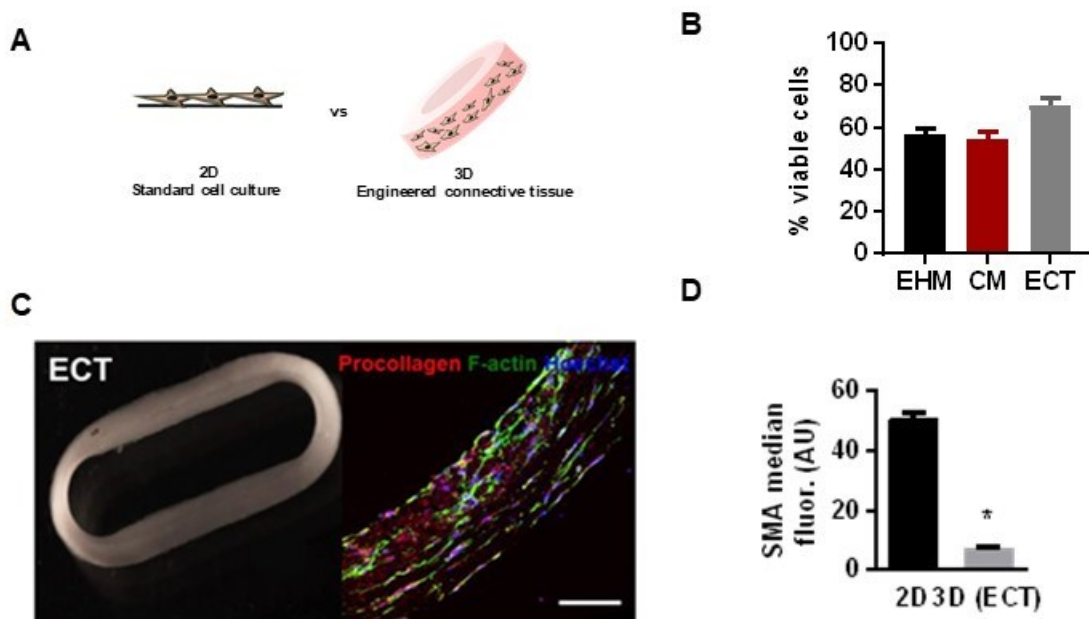 A
vs
2D
Standard cell culture
3D
Engineered connective tissue
B
100
80
60
40
20
0
% viable cells
EHM CM ECT
C
ECT
Procollagen F-actin Hoechst
D
60
40
20
0
SMA median
fluor. (AU)
*
2D 3D (ECT)